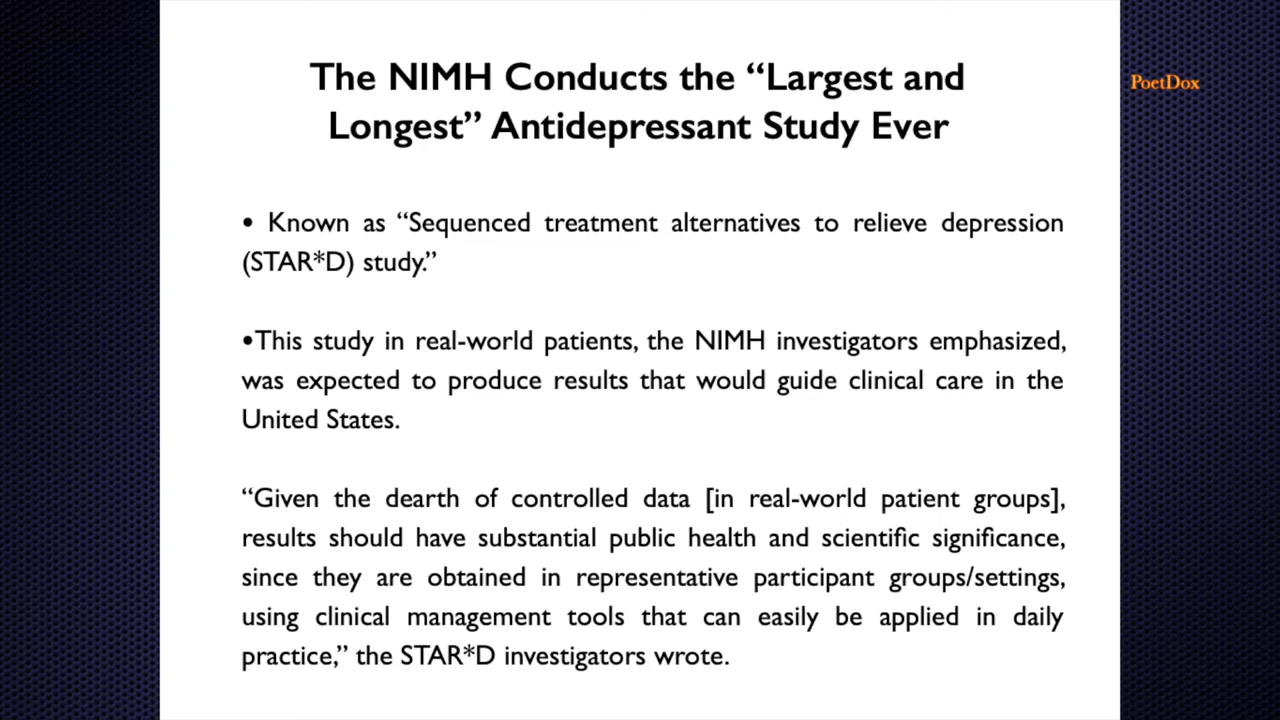 The NIMH Conducts the “Largest and
Longest” Antidepressant Study Ever
PoetDox
• Known as “Sequenced treatment alternatives to relieve depression
(STAR*D) study.”
•This study in real-world patients, the NIMH investigators emphasized,
was expected to produce results that would guide clinical care in the
United States.
“Given the dearth of controlled data [in real-world patient groups],
results should have substantial public health and scientific significance,
since they are obtained in representative participant groups/settings,
using clinical management tools that can easily be applied in daily
practice,” the STAR*D investigators wrote.